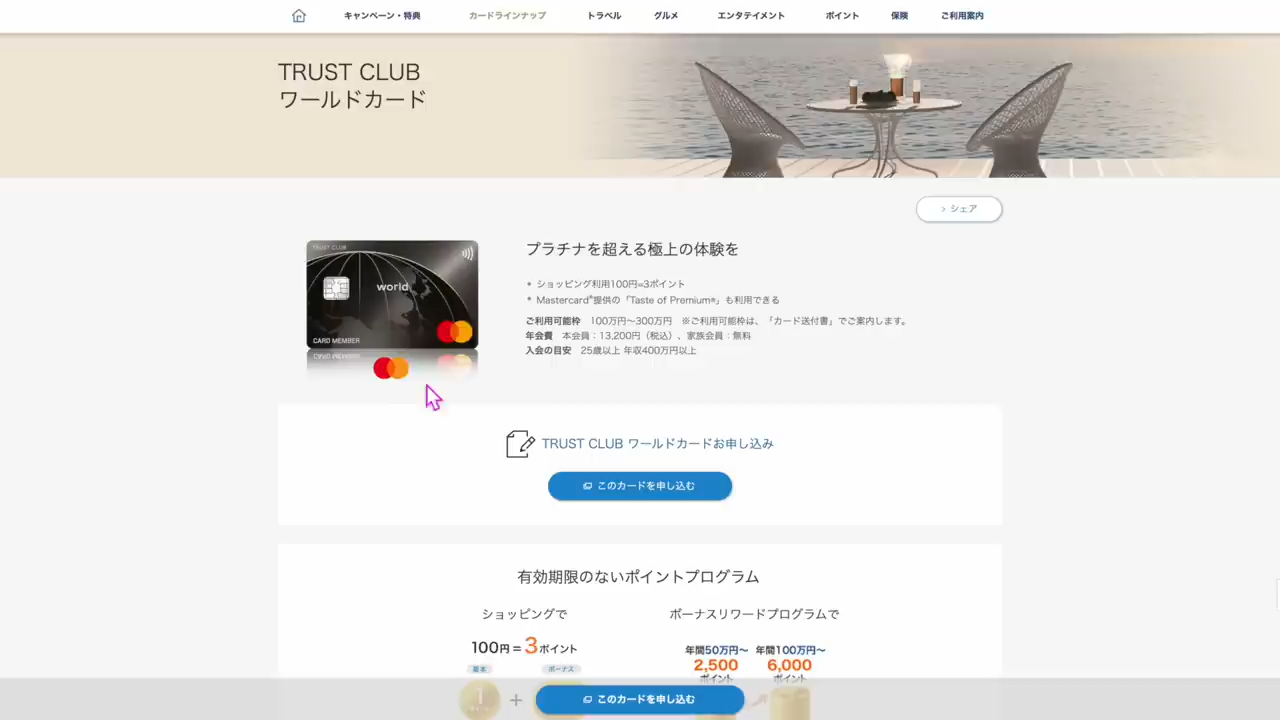 キャンペーン・特典 カードラインナップ トラベル グルメ エンタテイメント ポイント 保険 ご利用案内
TRUST CLUB
ワールドカード
シェア
TRUST CLUB
world
CARD MEMBER
プラチナを超える極上の体験を
* ショッピング利用100円=3ポイント
* Mastercard®提供の「Taste of Premium®」も利用できる
ご利用可能枠 100万円～300万円 ※ご利用可能枠は、「カード送付書」でご案内します。
年会費 本会員：13,200円（税込）、家族会員：無料
入会の目安 25歳以上 年収400万円以上
TRUST CLUB ワールドカードお申し込み
このカードを申し込む
有効期限のないポイントプログラム
ショッピングで
ボーナスリワードプログラムで
100円 = 3ポイント
基本 ボーナス
1
+
年間50万円～ 年間100万円～
2,500 6,000
ポイント ポイント
このカードを申し込む